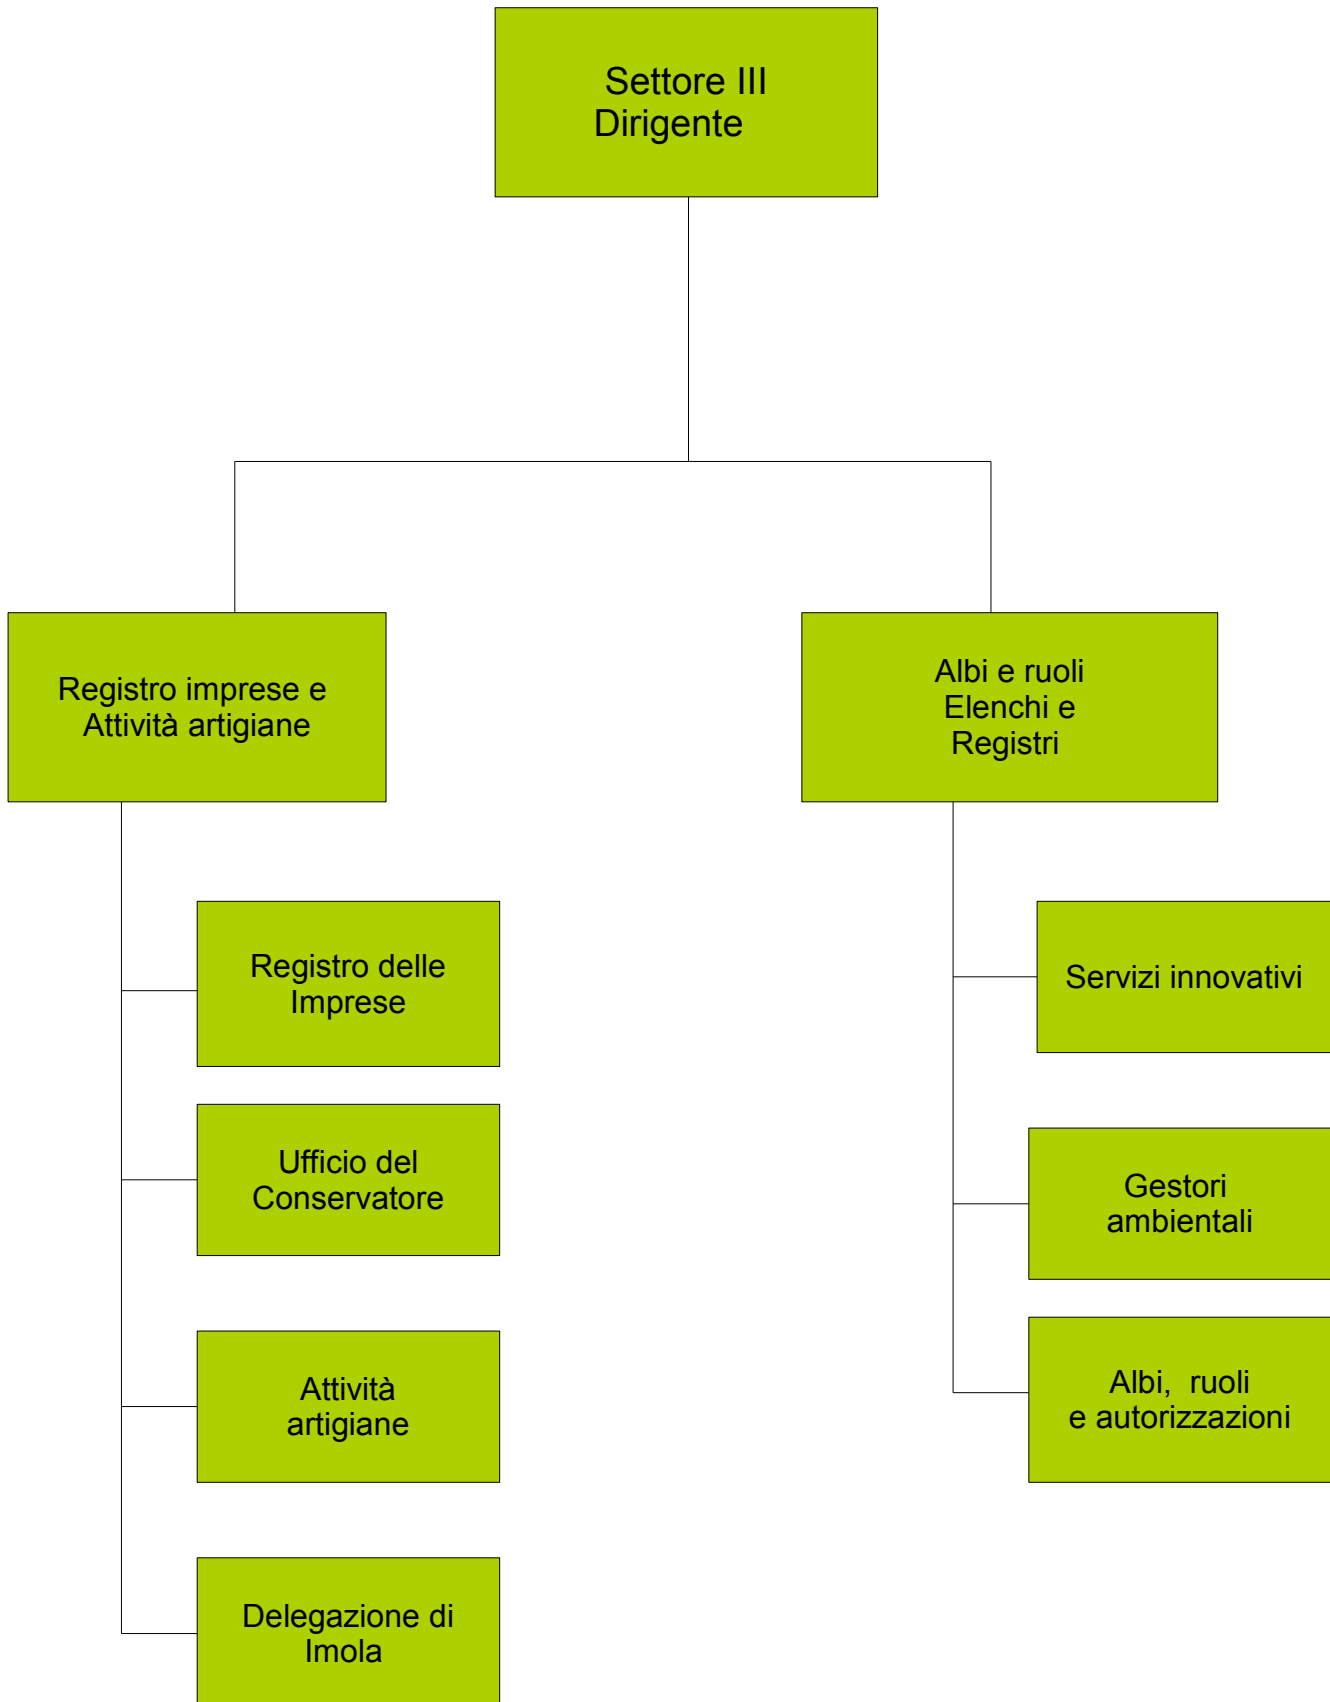 Settore III
Dirigente
Registro imprese e
Attività artigiane
Albi e ruoli
Elenchi e
Registri
Registro delle
Imprese
Ufficio del
Conservatore
Attività
artigiane
Delegazione di
Imola
Servizi innovativi
Gestori
ambientali
Albi, ruoli
e autorizzazioni